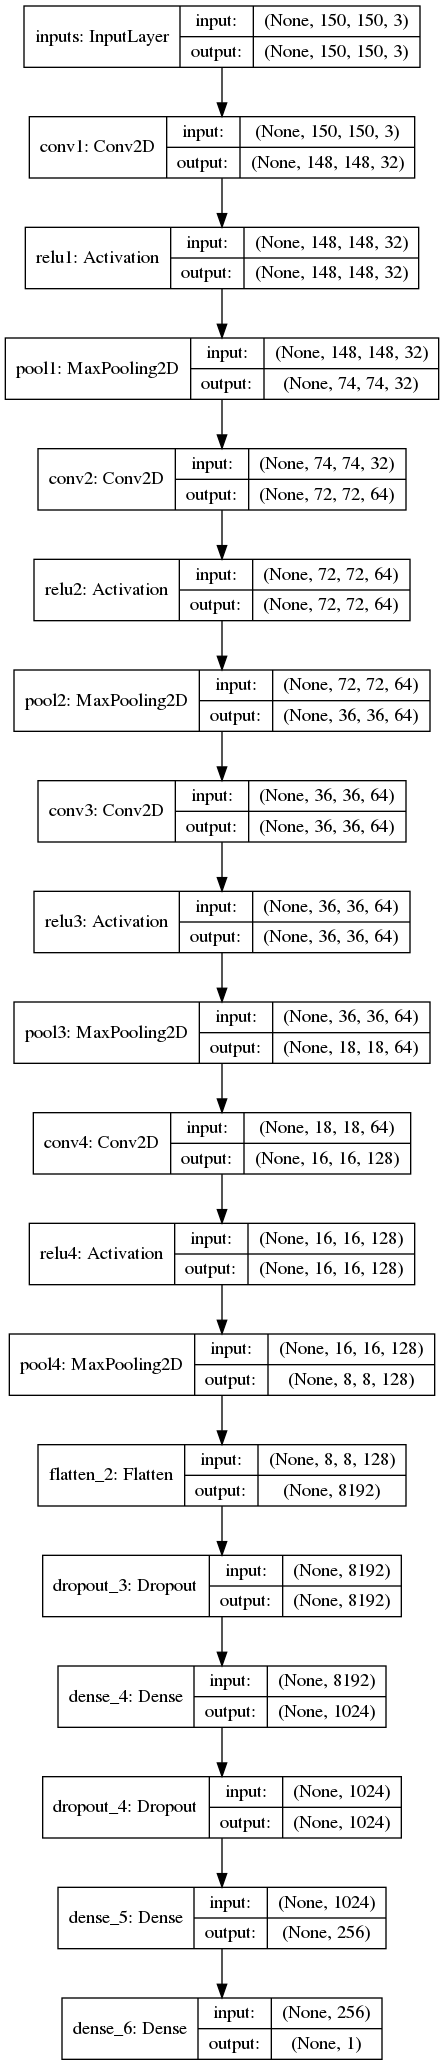 inputs: InputLayer
input: (None, 150, 150, 3)
output: (None, 150, 150, 3)
conv1: Conv2D
input: (None, 150, 150, 3)
output: (None, 148, 148, 32)
relu1: Activation
input: (None, 148, 148, 32)
output: (None, 148, 148, 32)
pool1: MaxPooling2D
input: (None, 148, 148, 32)
output: (None, 74, 74, 32)
conv2: Conv2D
input: (None, 74, 74, 32)
output: (None, 72, 72, 64)
relu2: Activation
input: (None, 72, 72, 64)
output: (None, 72, 72, 64)
pool2: MaxPooling2D
input: (None, 72, 72, 64)
output: (None, 36, 36, 64)
conv3: Conv2D
input: (None, 36, 36, 64)
output: (None, 36, 36, 64)
relu3: Activation
input: (None, 36, 36, 64)
output: (None, 36, 36, 64)
pool3: MaxPooling2D
input: (None, 36, 36, 64)
output: (None, 18, 18, 64)
conv4: Conv2D
input: (None, 18, 18, 64)
output: (None, 16, 16, 128)
relu4: Activation
input: (None, 16, 16, 128)
output: (None, 16, 16, 128)
pool4: MaxPooling2D
input: (None, 16, 16, 128)
output: (None, 8, 8, 128)
flatten_2: Flatten
input: (None, 8, 8, 128)
output: (None, 8192)
dropout_3: Dropout
input: (None, 8192)
output: (None, 8192)
dense_4: Dense
input: (None, 8192)
output: (None, 1024)
dropout_4: Dropout
input: (None, 1024)
output: (None, 1024)
dense_5: Dense
input: (None, 1024)
output: (None, 256)
dense_6: Dense
input: (None, 256)
output: (None, 1)